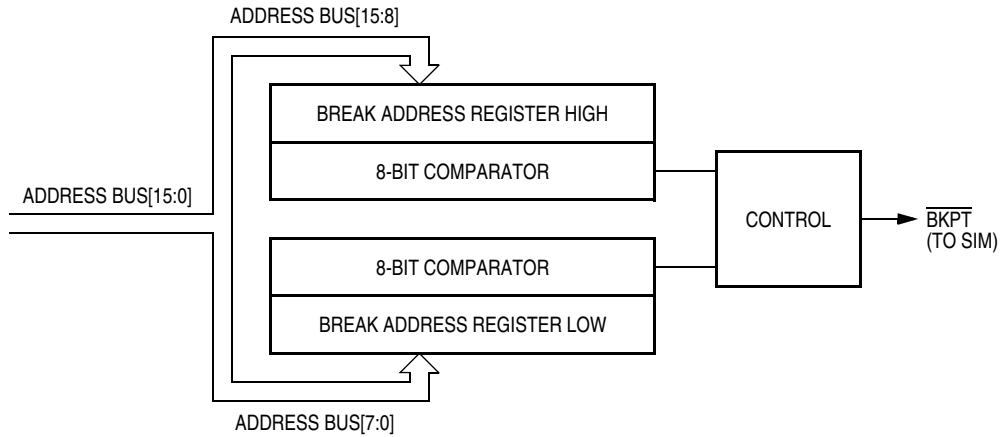 ADDRESS BUS[15:8]
BREAK ADDRESS REGISTER HIGH
8-BIT COMPARATOR
ADDRESS BUS[15:0]
CONTROL
BKPT
(TO SIM)
8-BIT COMPARATOR
BREAK ADDRESS REGISTER LOW
ADDRESS BUS[7:0]